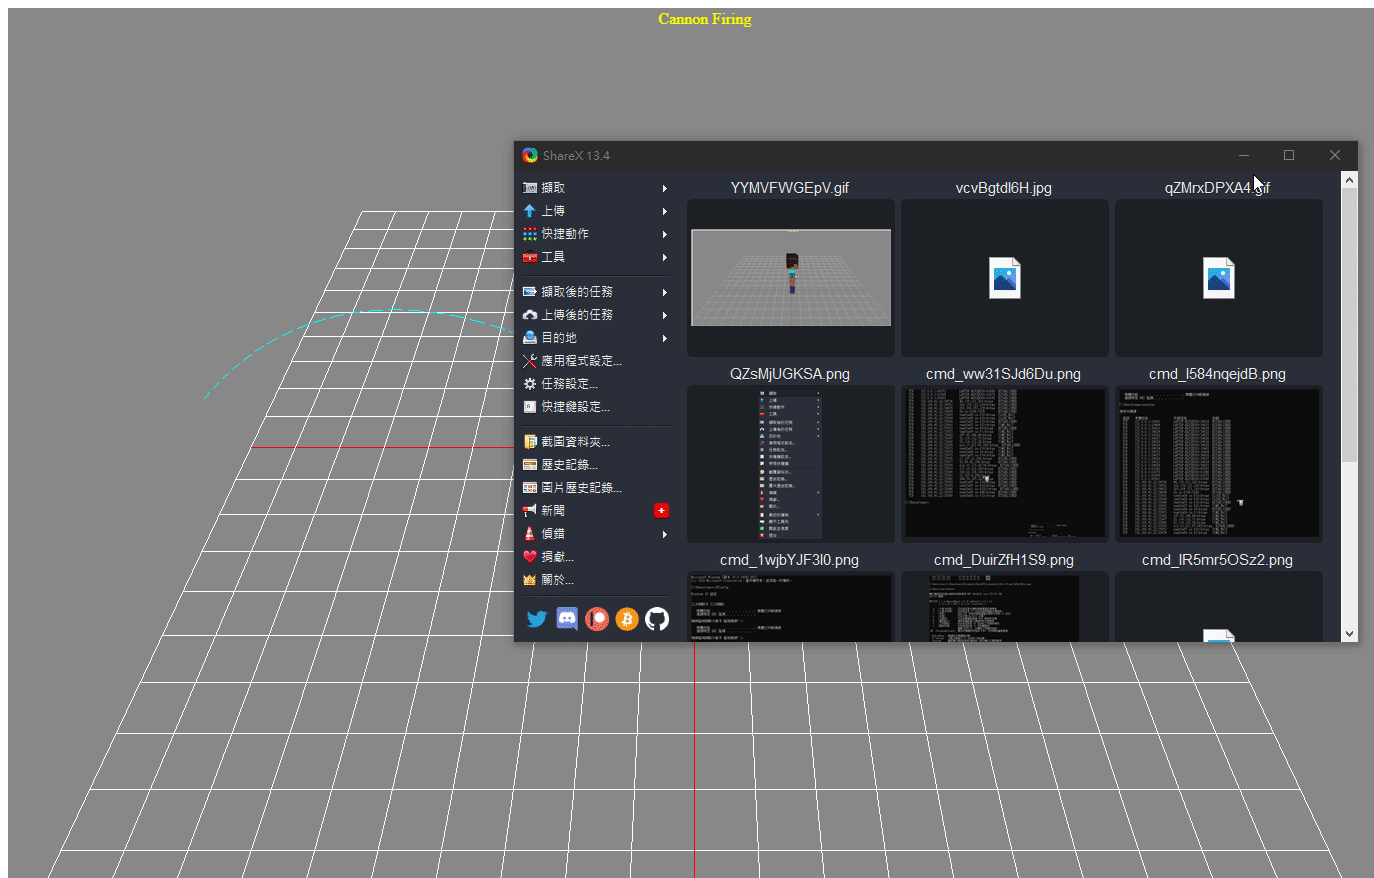 Cannon Firing
ShareX 13.4
擷取
上傳
快捷動作
工具
擷取後的任務
上傳後的任務
目的地
應用程式設定...
任務設定...
快捷鍵設定...
截圖資料夾...
歷史記錄...
圖片歷史記錄...
新聞
偵錯
捐獻...
關於...
YYMVFWGEpV.gif
vcvBgtdl6H.jpg
qZMrxDPXA4.gif
QZsMjUGKSA.png
cmd_ww31SJd6Du.png
cmd_I584nqejdB.png
cmd_1wjbYJF3l0.png
cmd_DuirZfH1S9.png
cmd_IR5mr5OSz2.png